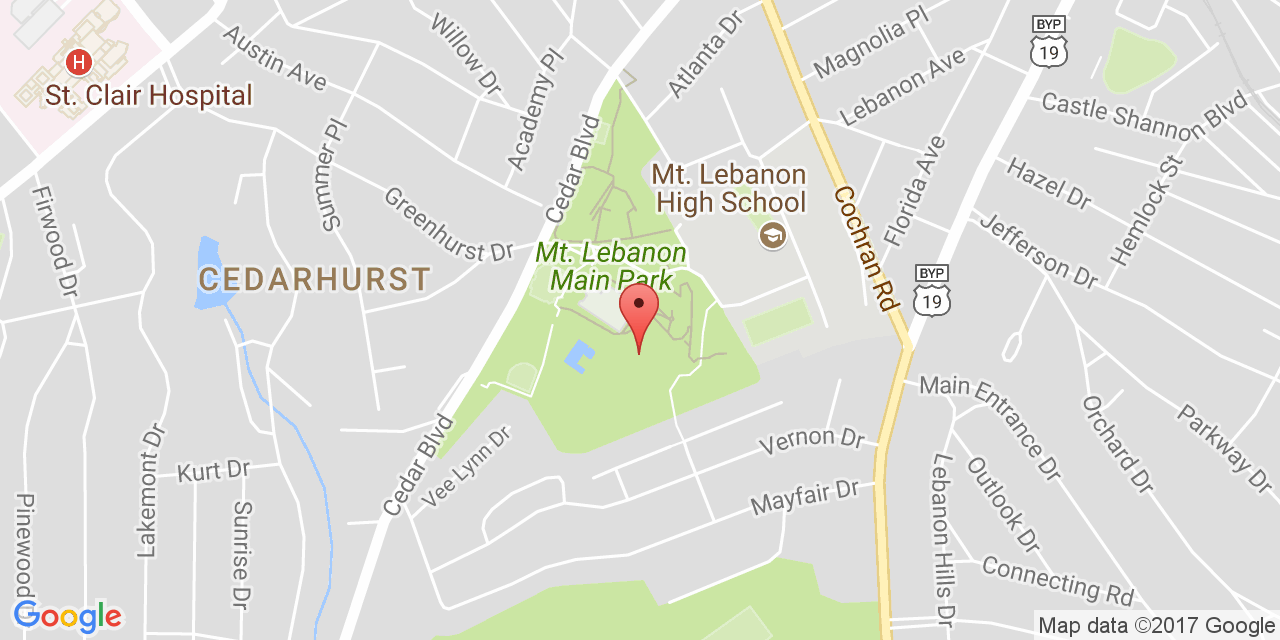 BYP
19
Willow Dr
Magnolia Pl
Austin Ave
Atlanta Dr
Lebanon Ave
H
St. Clair Hospital
Academy Pl
Castle Shannon Blvd
Summer Pl
Cedar Blvd
Mt. Lebanon
High School
Florida Ave
Hazel Dr
Hemlock St
Firwood Dr
Greenhurst Dr
Cochran Rd
Jefferson Dr
Mt. Lebanon
Main Park
CEDARHURST
BYP
19
Main Entrance Dr
Orchard Dr
Parkway Dr
Cedar Blvd
Vee Lynn Dr
Vernon Dr
Lakemont Dr
Kurt Dr
Mayfair Dr
Outlook Dr
Lebanon Hills Dr
Pinewood
Sunrise Dr
Connecting Rd
Google
Map data ©2017 Google